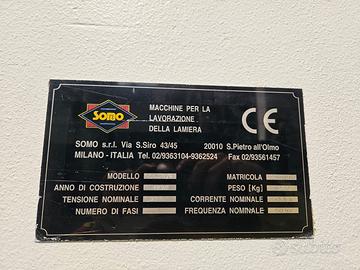 SOMO
MACCHINE PER LA
LAVORAZIONE
DELLA LAMIERA
CE
SOMO s.r.l. Via S.Siro 43/45 20010 S.Pietro all'Olmo
MILANO - ITALIA Tel. 02/9363104-9362524 Fax 02/93561457
MODELLO MATRICOLA
ANNO DI COSTRUZIONE PESO [Kg]
TENSIONE NOMINALE CORRENTE NOMINALE
NUMERO DI FASI FREQUENZA NOMINALE
subito